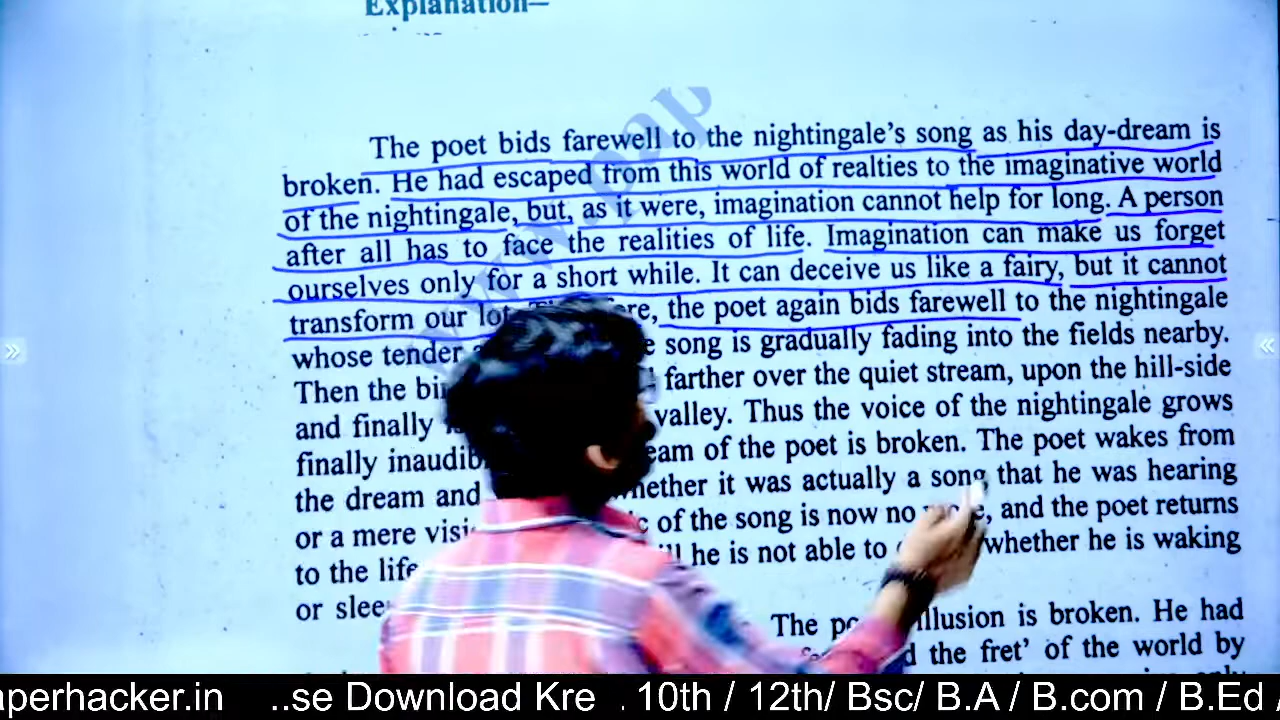 Explanation—
The poet bids farewell to the nightingale's song as his day-dream is
broken. He had escaped from this world of realties to the imaginative world
of the nightingale, but, as it were, imagination cannot help for long. A person
after all has to face the realities of life. Imagination can make us forget
ourselves only for a short while. It can deceive us like a fairy, but it cannot
transform our lot. the poet again bids farewell to the nightingale
whose tender song is gradually fading into the fields nearby.
Then the farther over the quiet stream, upon the hill-side
and finally valley. Thus the voice of the nightingale grows
finally of the poet is broken. The poet wakes from
the dream and whether it was actually a song that he was hearing
or a mere of the song is now no and the poet returns
to the he is not able to whether he is waking
or
The illusion is broken. He had
the fret' of the world by
only
aperhacker.in ..se Download Kre . 10th / 12th/ Bsc/ B.A / B.com / B.Ed